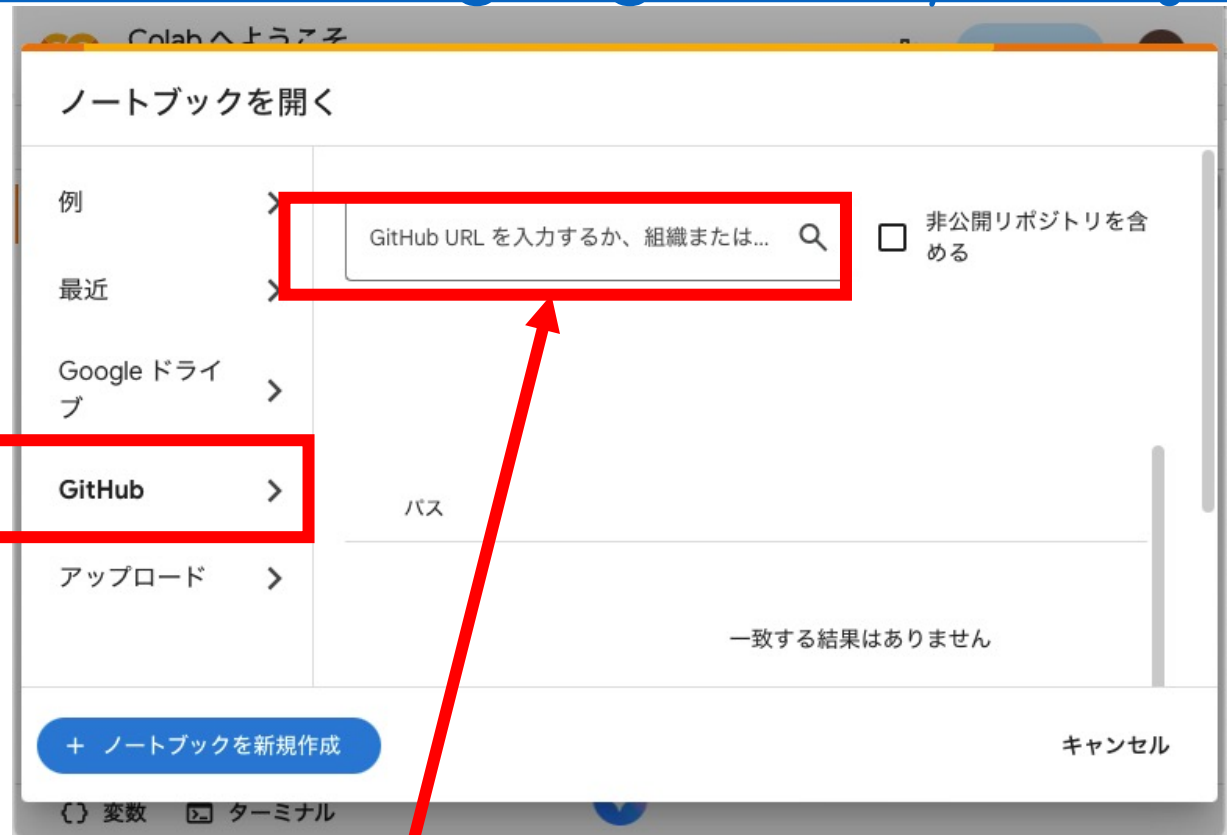 Colab へようこそ
ノートブックを開く
例
最近
Google ドライ
ブ
GitHub
アップロード
GitHub URL を入力するか、組織または...
非公開リポジトリを含
める
パス
一致する結果はありません
+ ノートブックを新規作成
キャンセル
{} 変数 ターミナル